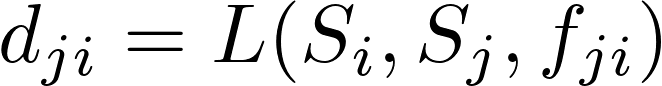 d_{ji} = L(S_i, S_j, f_{ji})